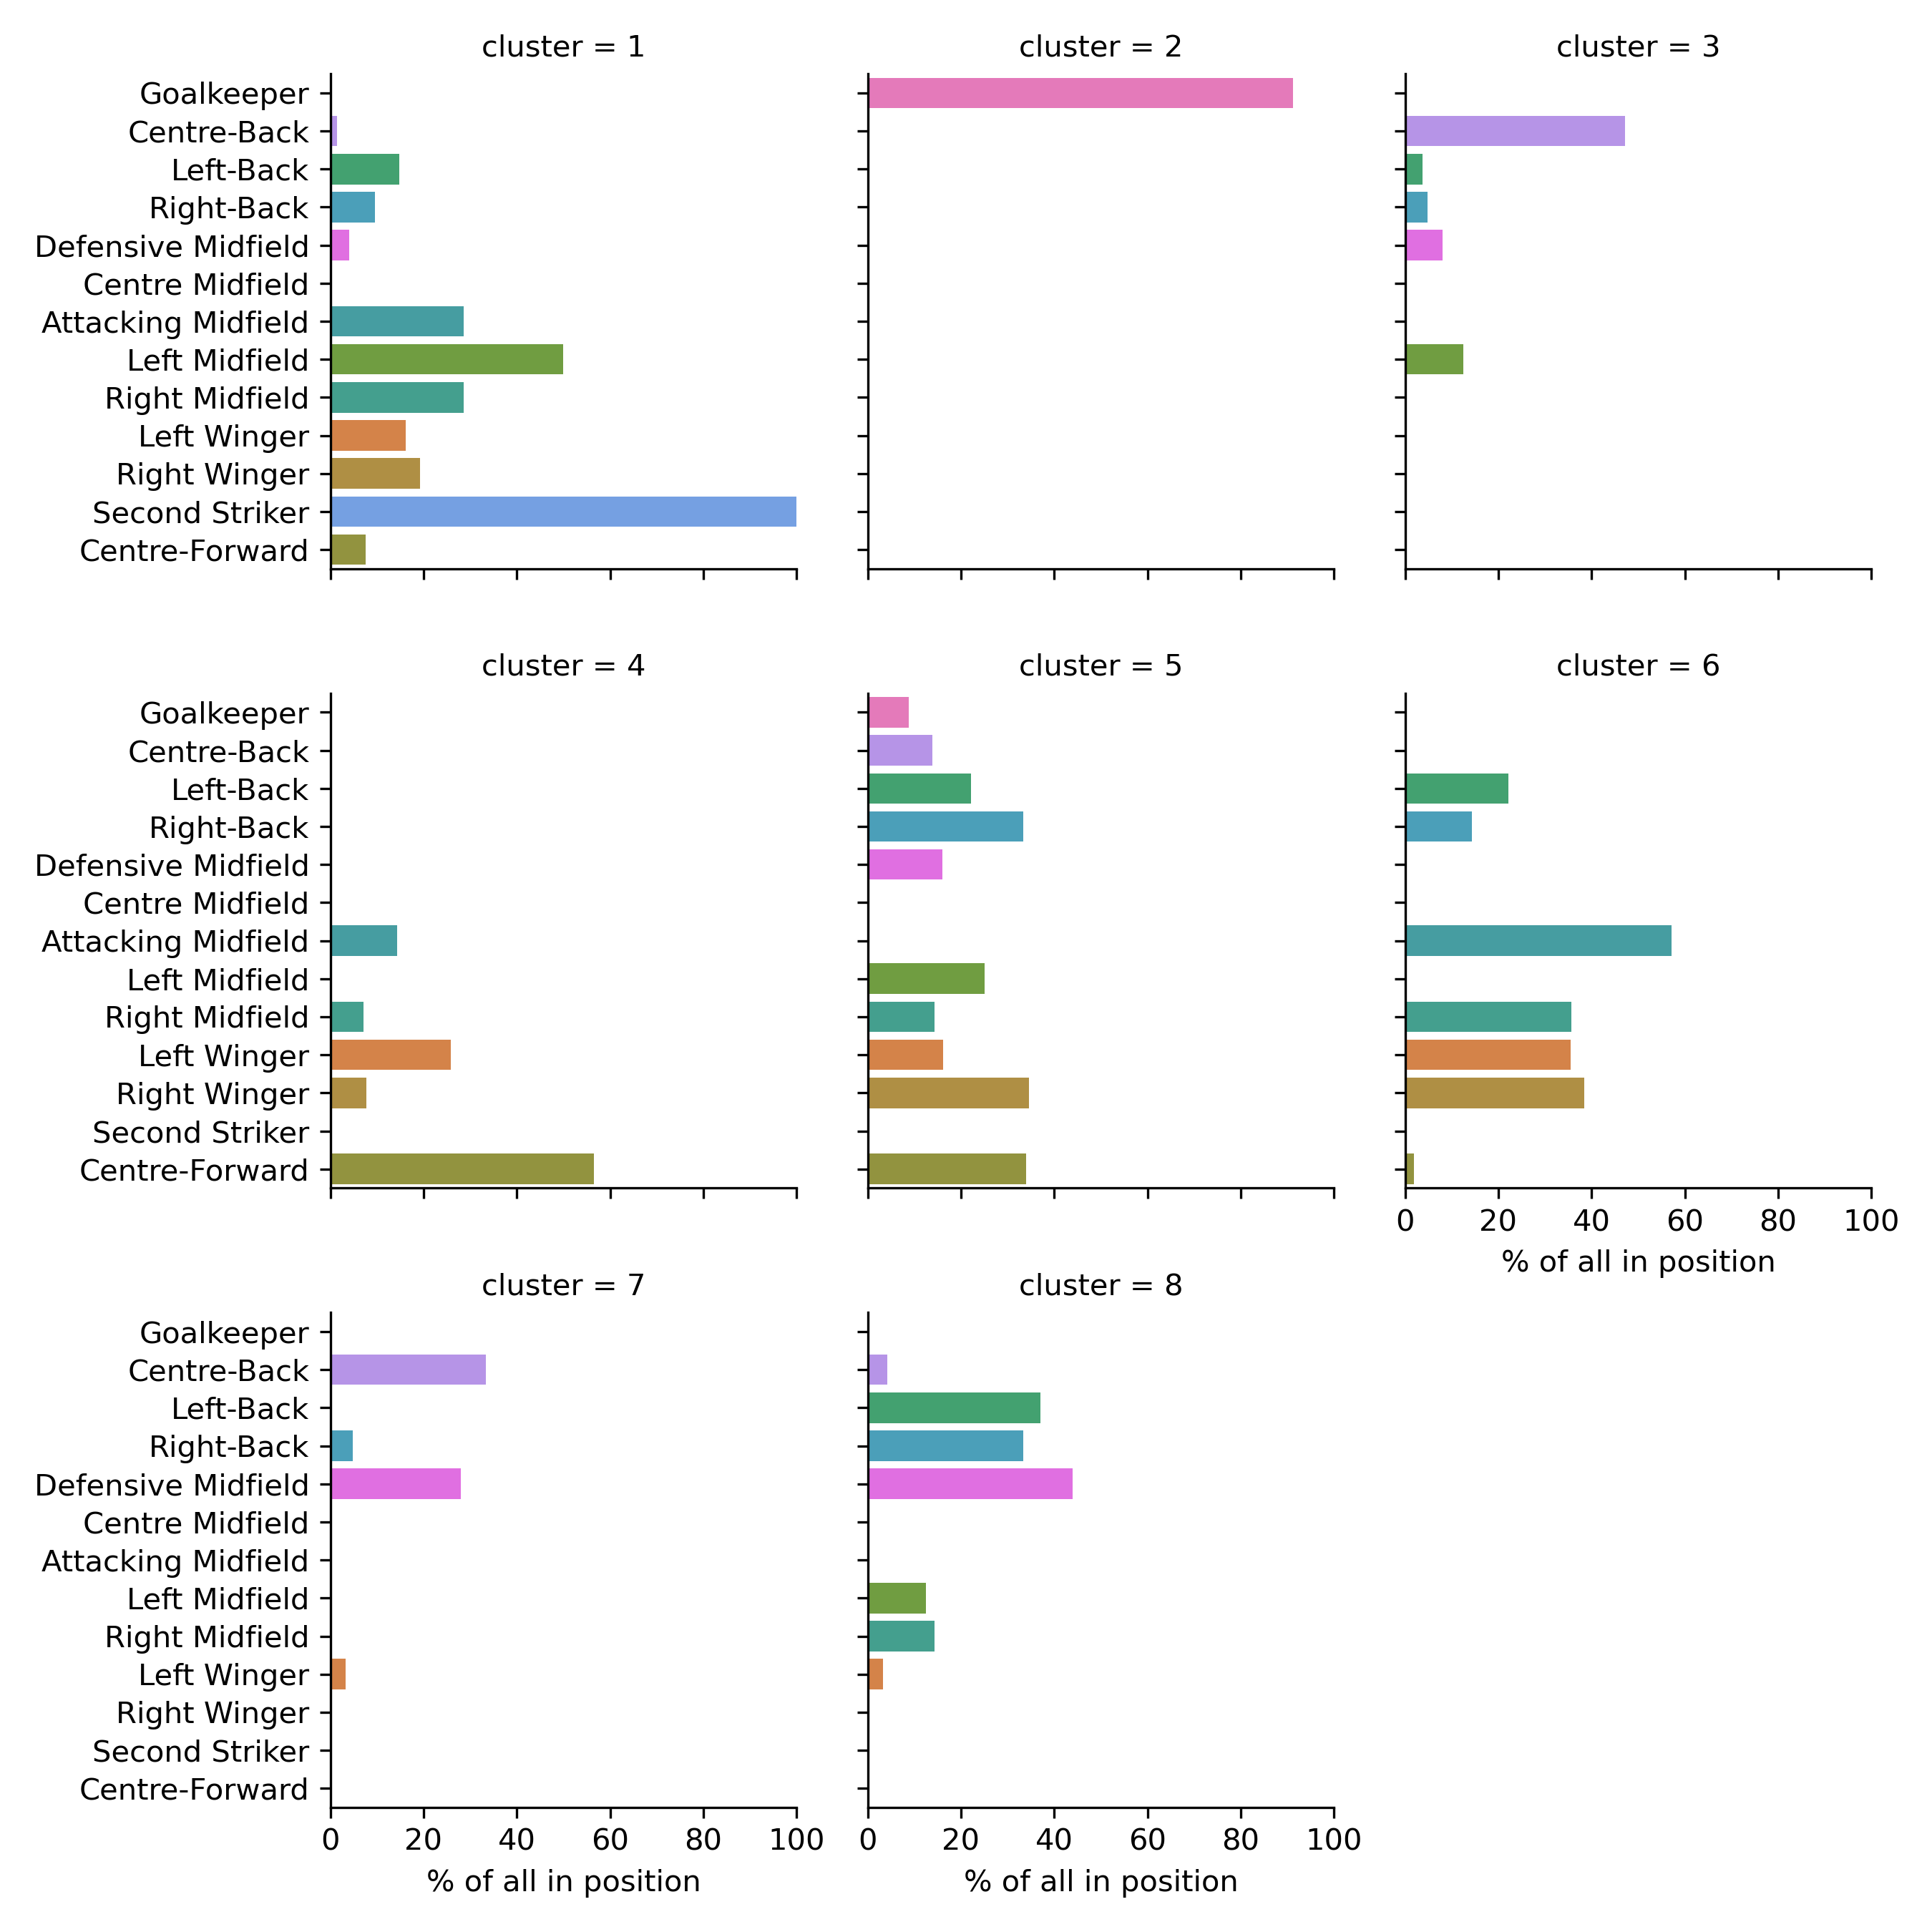 cluster = 1
cluster = 2
cluster = 3
Goalkeeper
Centre-Back
Left-Back
Right-Back
Defensive Midfield
Centre Midfield
Attacking Midfield
Left Midfield
Right Midfield
Left Winger
Right Winger
Second Striker
Centre-Forward
cluster = 4
cluster = 5
cluster = 6
Goalkeeper
Centre-Back
Left-Back
Right-Back
Defensive Midfield
Centre Midfield
Attacking Midfield
Left Midfield
Right Midfield
Left Winger
Right Winger
Second Striker
Centre-Forward
0 20 40 60 80 100
% of all in position
cluster = 7
cluster = 8
Goalkeeper
Centre-Back
Left-Back
Right-Back
Defensive Midfield
Centre Midfield
Attacking Midfield
Left Midfield
Right Midfield
Left Winger
Right Winger
Second Striker
Centre-Forward
0 20 40 60 80 100
% of all in position
0 20 40 60 80 100
% of all in position